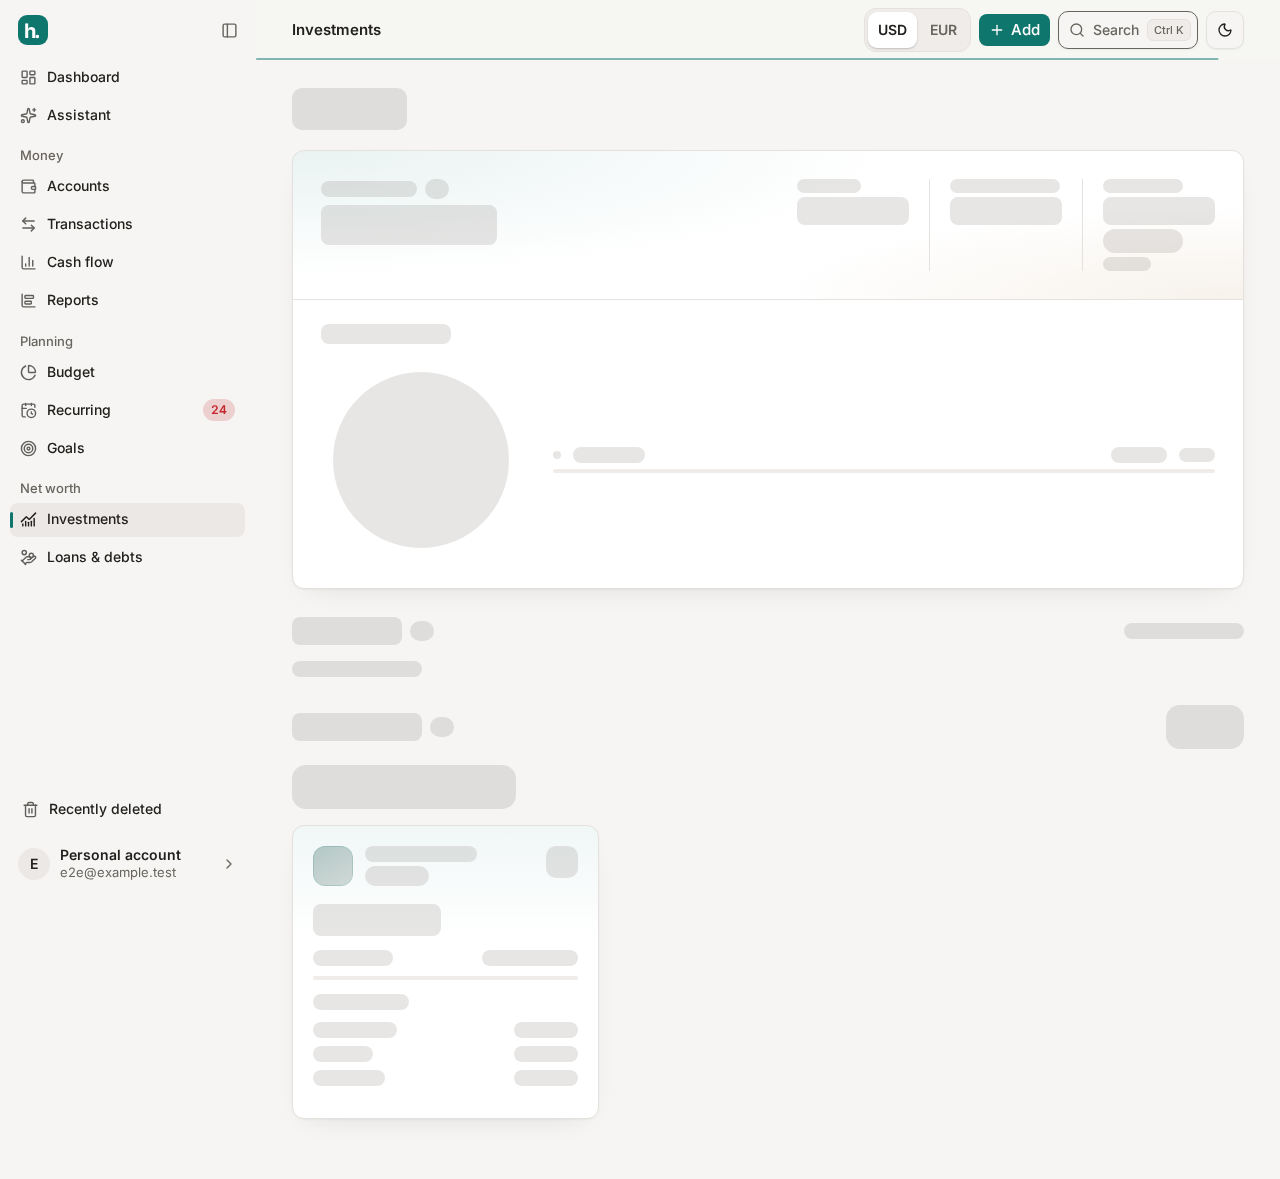 h.
Dashboard
Assistant
Money
Accounts
Transactions
Cash flow
Reports
Planning
Budget
Recurring 24
Goals
Net worth
Investments
Loans & debts
Recently deleted
E
Personal account
e2e@example.test
Investments
USD EUR
Add
Search Ctrl K